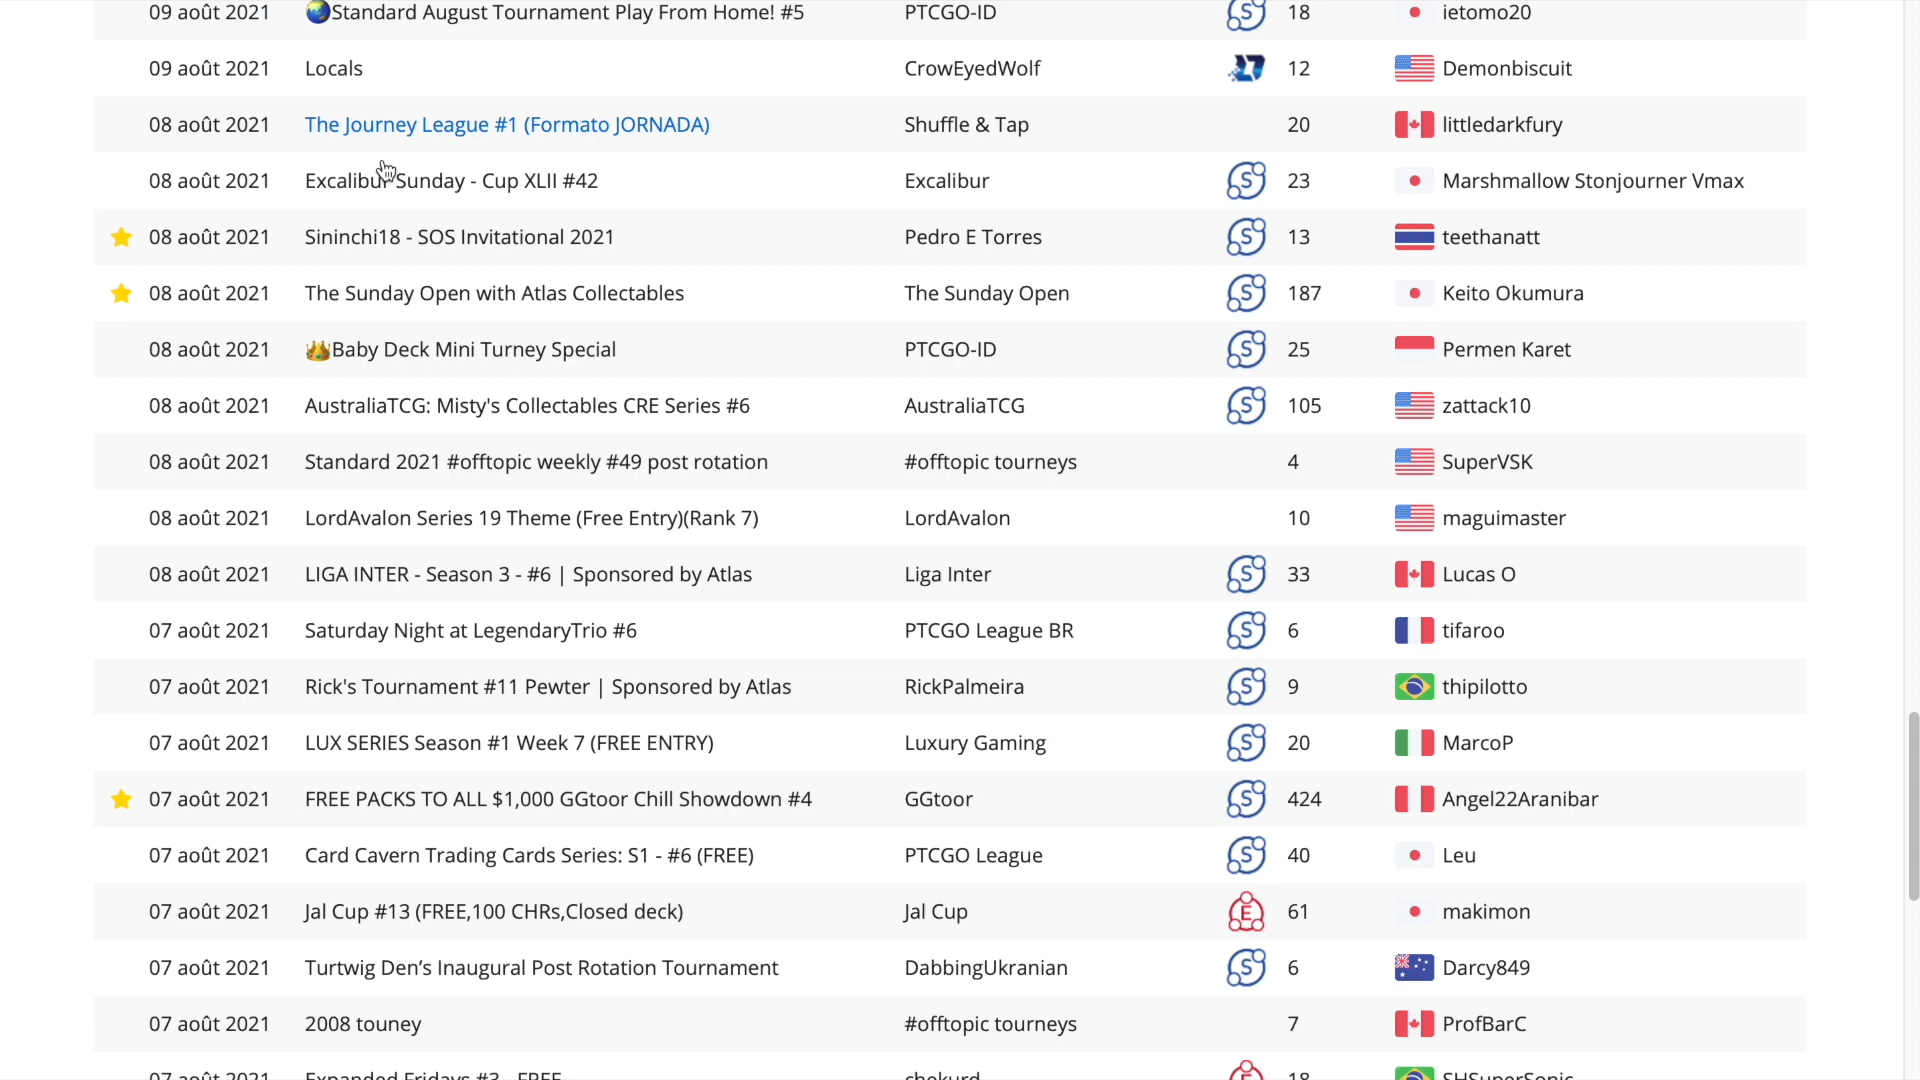 09 août 2021 🌏Standard August Tournament Play From Home! #5 PTCGO-ID S 18 ietomo20
09 août 2021 Locals CrowEyedWolf 17 12 Demonbiscuit
08 août 2021 The Journey League #1 (Formato JORNADA) Shuffle & Tap 20 littledarkfury
08 août 2021 Excalibur Sunday - Cup XLII #42 Excalibur S 23 Marshmallow Stonjourner Vmax
08 août 2021 Sininchi18 - SOS Invitational 2021 Pedro E Torres S 13 teethanatt
08 août 2021 The Sunday Open with Atlas Collectables The Sunday Open S 187 Keito Okumura
08 août 2021 👑Baby Deck Mini Turney Special PTCGO-ID S 25 Permen Karet
08 août 2021 AustraliaTCG: Misty's Collectables CRE Series #6 AustraliaTCG S 105 zattack10
08 août 2021 Standard 2021 #offtopic weekly #49 post rotation #offtopic tourneys 4 SuperVSK
08 août 2021 LordAvalon Series 19 Theme (Free Entry)(Rank 7) LordAvalon 10 maguimaster
08 août 2021 LIGA INTER - Season 3 - #6 | Sponsored by Atlas Liga Inter S 33 Lucas O
07 août 2021 Saturday Night at LegendaryTrio #6 PTCGO League BR S 6 tifaroo
07 août 2021 Rick's Tournament #11 Pewter | Sponsored by Atlas RickPalmeira S 9 thipilotto
07 août 2021 LUX SERIES Season #1 Week 7 (FREE ENTRY) Luxury Gaming S 20 MarcoP
07 août 2021 FREE PACKS TO ALL $1,000 GGtoor Chill Showdown #4 GGtoor S 424 Angel22Aranibar
07 août 2021 Card Cavern Trading Cards Series: S1 - #6 (FREE) PTCGO League S 40 Leu
07 août 2021 Jal Cup #13 (FREE,100 CHRs,Closed deck) Jal Cup E 61 makimon
07 août 2021 Turtwig Den’s Inaugural Post Rotation Tournament DabbingUkranian S 6 Darcy849
07 août 2021 2008 touney #offtopic tourneys 7 ProfBarC
07 août 2021 Expanded Fridays #3 - FREE chekurd E 18 SHSuperSonic